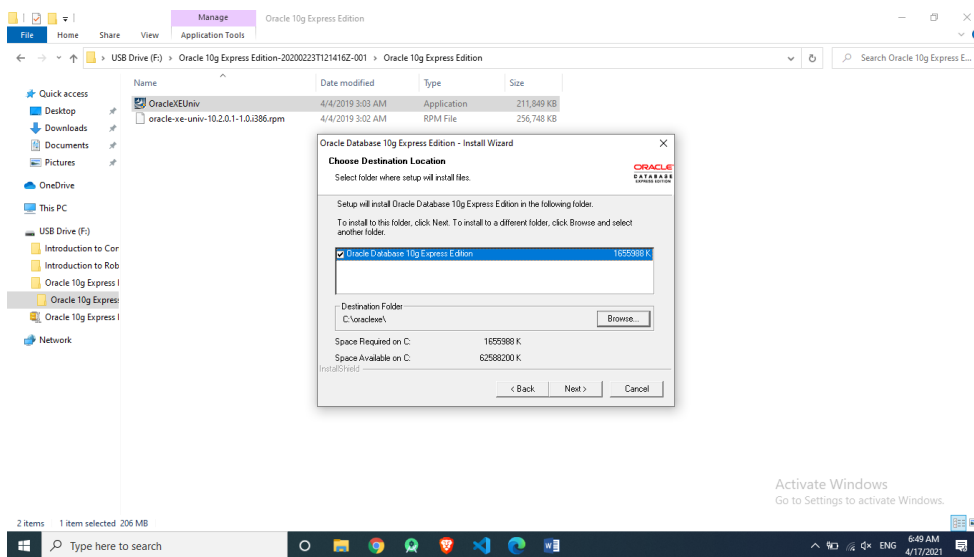 Manage
Oracle 10g Express Edition
File
Home
Share
View
Application Tools
USB Drive (F:)
Oracle 10g Express Edition-20200223T121416Z-001
Oracle 10g Express Edition
Search Oracle 10g Express E...
Name
Date modified
Type
Size
OracleXEUniv
4/4/2019 3:03 AM
Application
211,849 KB
oracle-xe-univ-10.2.0.1-1.0.i386.rpm
4/4/2019 3:02 AM
RPM File
256,748 KB
Quick access
Desktop
Downloads
Documents
Pictures
OneDrive
This PC
USB Drive (F:)
Introduction to Cor
Introduction to Rob
Oracle 10g Express
Oracle 10g Express
Oracle 10g Express
Network
Oracle Database 10g Express Edition - Install Wizard
Choose Destination Location
Select folder where setup will install files.
ORACLE
DATABASE
EXPRESS EDITION
Setup will install Oracle Database 10g Express Edition in the following folder.
To install to this folder, click Next. To install to a different folder, click Browse and select
another folder.
Oracle Database 10g Express Edition
1655988 K
Destination Folder
C:\oraclexe\
Browse...
Space Required on C:
1655988 K
Space Available on C:
62588200 K
InstallShield
< Back
Next >
Cancel
Activate Windows
Go to Settings to activate Windows.
2 items
1 item selected 206 MB
Type here to search
ENG
6:49 AM
4/17/2021